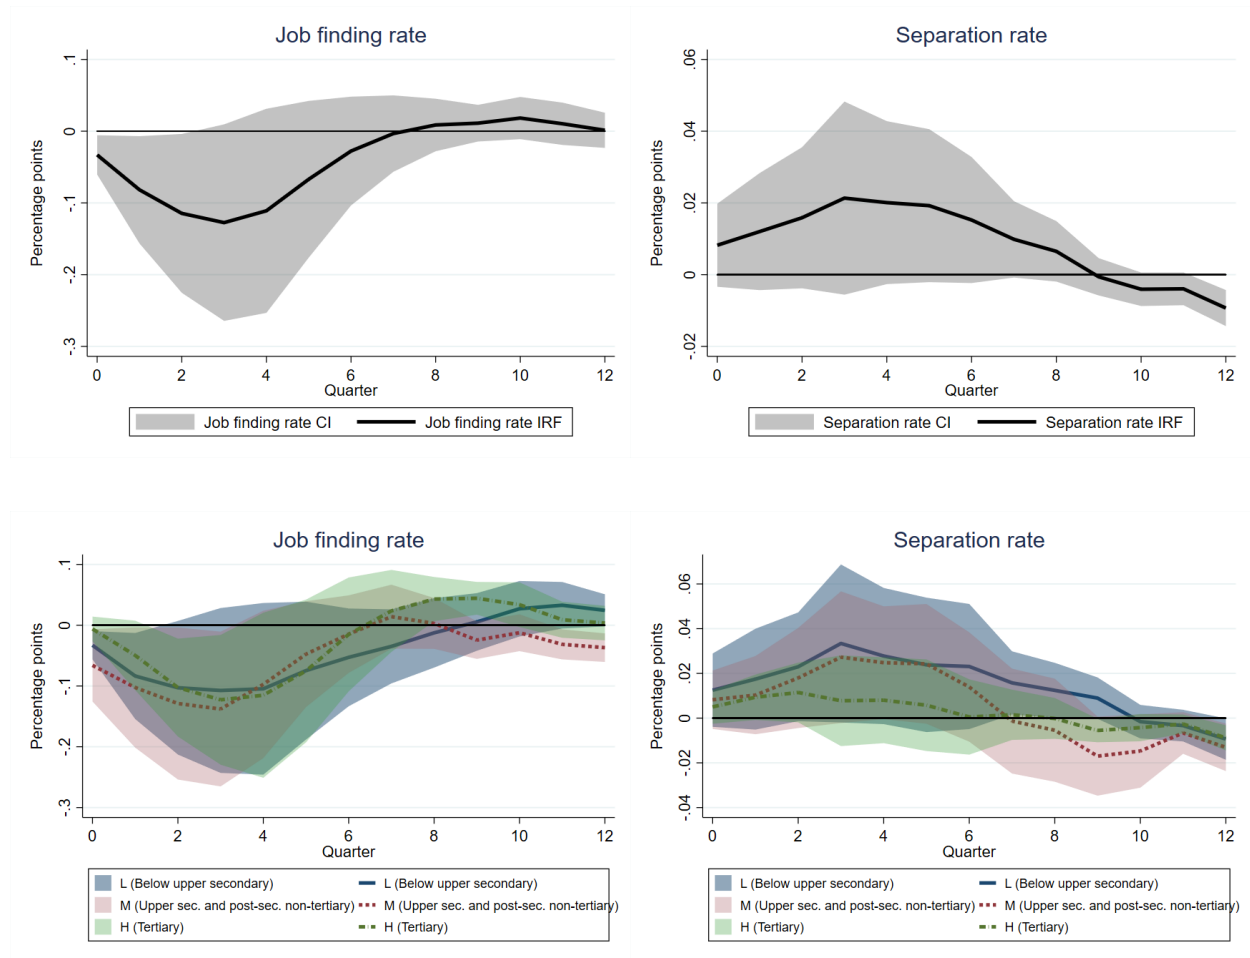 Job finding rate
Percentage points
.1
0
-.1
-.2
-.3
0 2 4 6 8 10 12
Quarter
Job finding rate CI Job finding rate IRF
Separation rate
Percentage points
.06
.04
.02
0
-.02
0 2 4 6 8 10 12
Quarter
Separation rate CI Separation rate IRF
Job finding rate
Percentage points
.1
0
-.1
-.2
-.3
0 2 4 6 8 10 12
Quarter
L (Below upper secondary) L (Below upper secondary)
M (Upper sec. and post-sec. non-tertiary) M (Upper sec. and post-sec. non-tertiary)
H (Tertiary) H (Tertiary)
Separation rate
Percentage points
.06
.04
.02
0
-.02
-.04
0 2 4 6 8 10 12
Quarter
L (Below upper secondary) L (Below upper secondary)
M (Upper sec. and post-sec. non-tertiary) M (Upper sec. and post-sec. non-tertiary)
H (Tertiary) H (Tertiary)